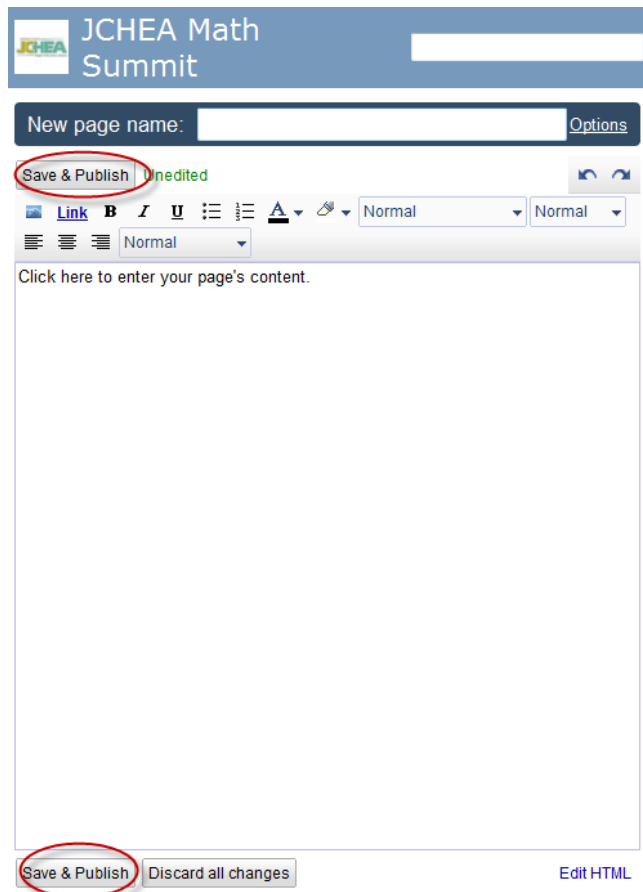 JCHEA
JCHEA Math
Summit
New page name: Options
Save & Publish Unedited
Link B I U A Normal Normal
Normal
Click here to enter your page's content.
Save & Publish Discard all changes Edit HTML